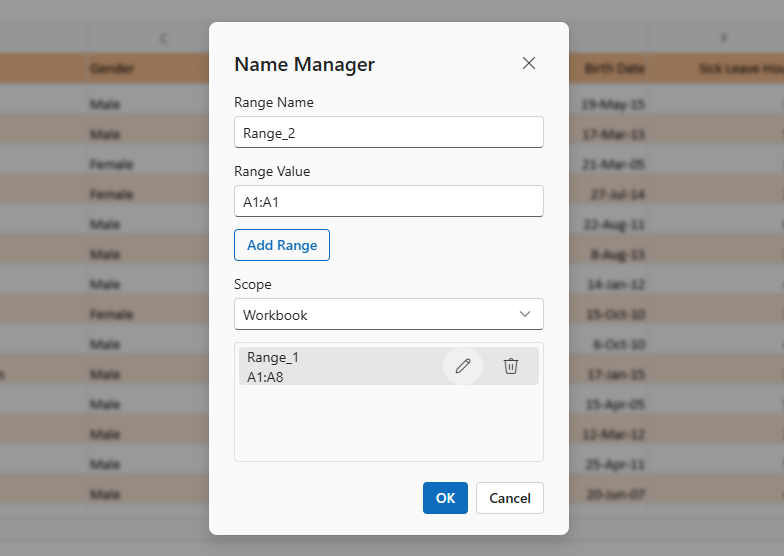 C
F
Gender
Birth Date
Sick Leave Hou
Male
19-May-15
Male
17-Mar-13
Female
21-Mar-05
Female
27-Jul-14
Male
22-Aug-11
Male
8-Aug-13
Male
14-Jan-12
Female
15-Oct-10
Male
6-Oct-10
Male
17-Jan-15
Male
15-Apr-05
Male
12-Mar-12
Male
25-Apr-11
Male
20-Jun-07
Name Manager
Range Name
Range_2
Range Value
A1:A1
Add Range
Scope
Workbook
Range_1
A1:A8
OK
Cancel